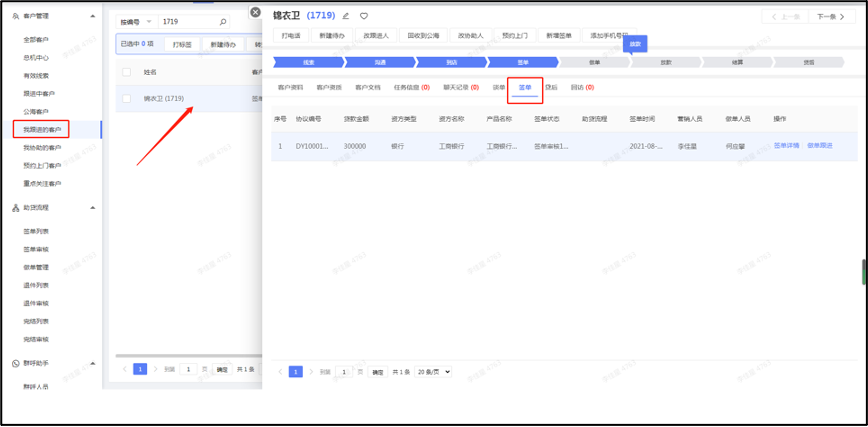 客户管理
全部客户
总机中心
有效线索
跟进中客户
公海客户
我跟进的客户
我协助的客户
预约上门客户
重点关注客户
助贷流程
签单列表
签单审核
做单管理
退件列表
退件审核
完结列表
完结审核
群呼助手
群呼人员
按编号 1719
已选中 0 项 打标签 新建待办
姓名
锦衣卫 (1719)
1 到第 1 页 确定 共 1 条
锦衣卫 (1719)
上一条 下一条
打电话 新建待办 改跟进人 回收到公海 改协助人 预约上门 新增签单 添加手机号码
放款
线索 沟通 到店 签单 做单 放款 结算 贷后
客户资料 客户资质 客户文档 任务信息 (0) 聊天记录 (0) 谈单 签单 贷后 回访 (0)
序号 协议编号 贷款金额 资方类型 资方名称 产品名称 签单状态 助贷流程 签单时间 营销人员 做单人员 操作
1 DY10001... 300000 银行 工商银行 工商银行... 签单审核1... 2021-08-... 李佳星 何应攀 签单详情 做单跟进
1 到第 1 页 确定 共 1 条 20 条/页
李佳星 4763